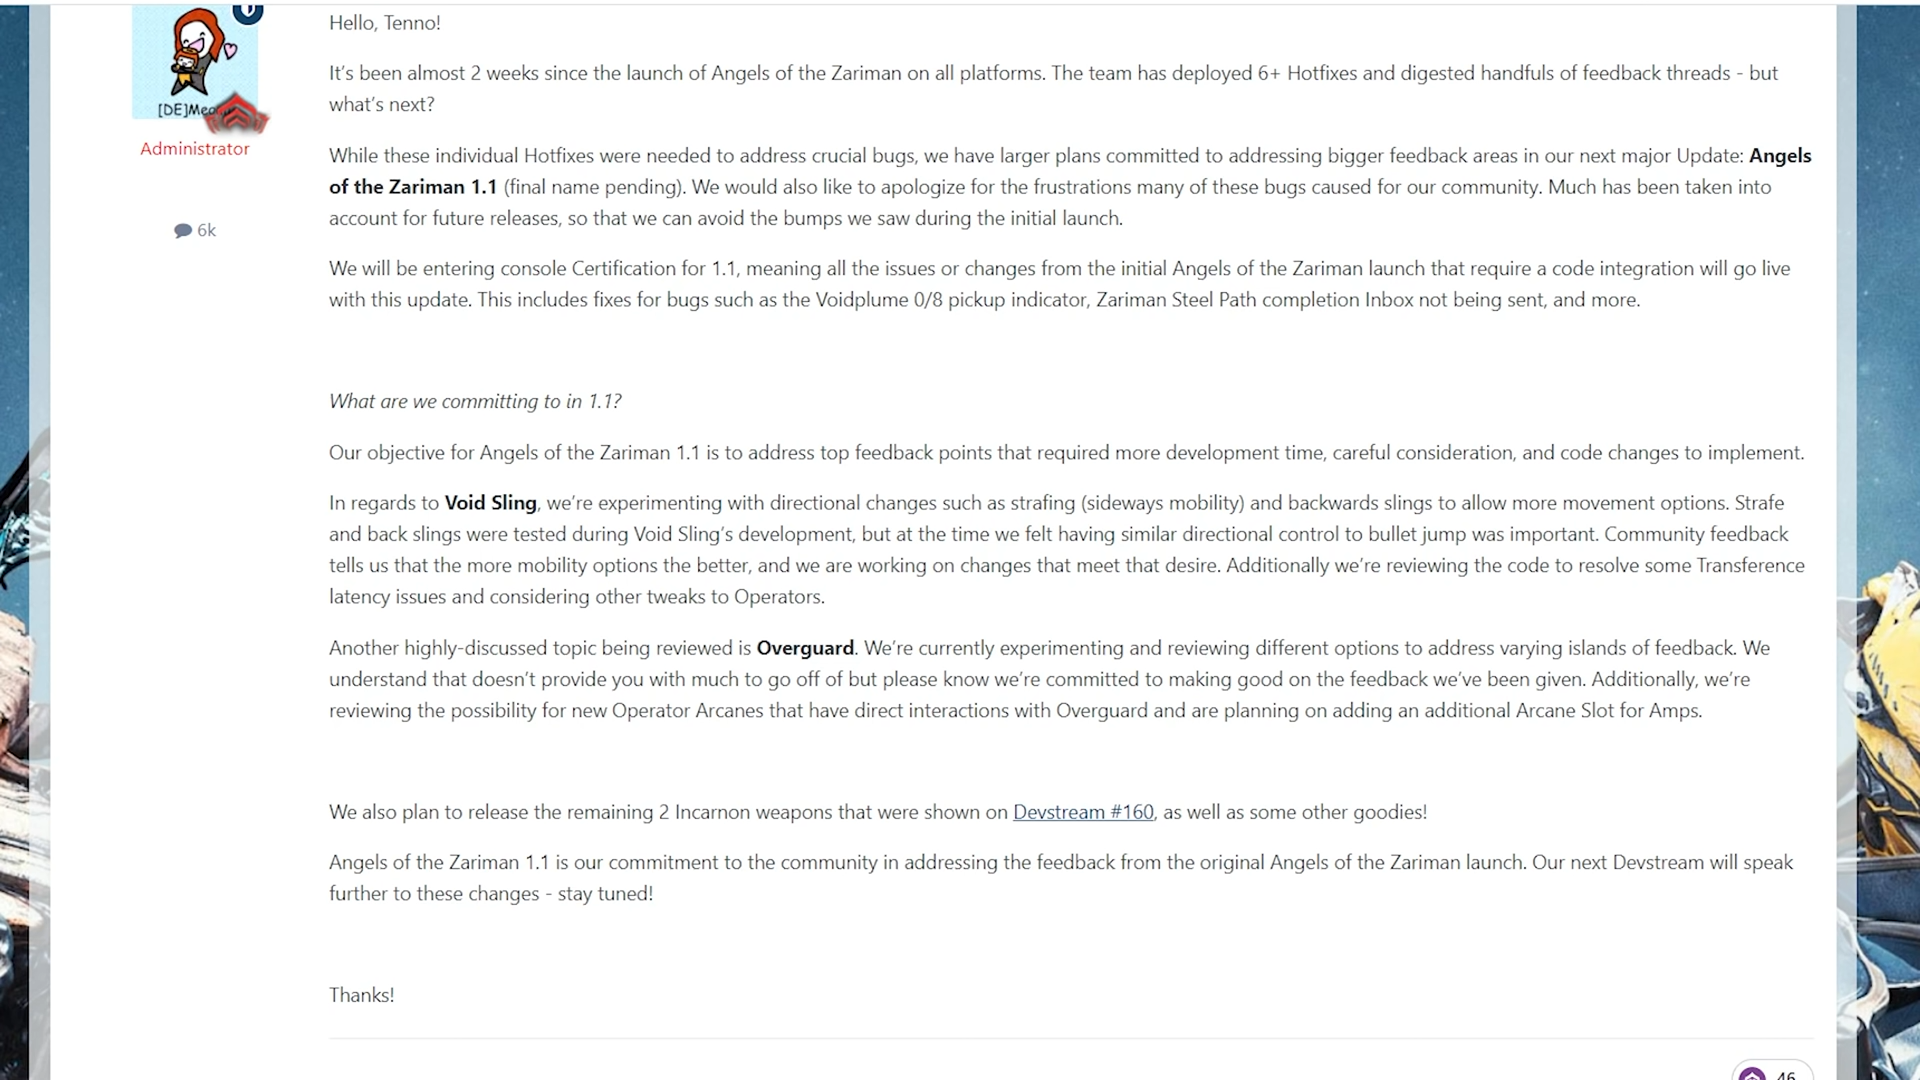 Hello, Tenno!
It's been almost 2 weeks since the launch of Angels of the Zariman on all platforms. The team has deployed 6+ Hotfixes and digested handfuls of feedback threads - but
what's next?
[DE]Me
Administrator
While these individual Hotfixes were needed to address crucial bugs, we have larger plans committed to addressing bigger feedback areas in our next major Update: Angels
of the Zariman 1.1 (final name pending). We would also like to apologize for the frustrations many of these bugs caused for our community. Much has been taken into
account for future releases, so that we can avoid the bumps we saw during the initial launch.
6k
We will be entering console Certification for 1.1, meaning all the issues or changes from the initial Angels of the Zariman launch that require a code integration will go live
with this update. This includes fixes for bugs such as the Voidplume 0/8 pickup indicator, Zariman Steel Path completion Inbox not being sent, and more.
What are we committing to in 1.1?
Our objective for Angels of the Zariman 1.1 is to address top feedback points that required more development time, careful consideration, and code changes to implement.
In regards to Void Sling, we're experimenting with directional changes such as strafing (sideways mobility) and backwards slings to allow more movement options. Strafe
and back slings were tested during Void Sling's development, but at the time we felt having similar directional control to bullet jump was important. Community feedback
tells us that the more mobility options the better, and we are working on changes that meet that desire. Additionally we're reviewing the code to resolve some Transference
latency issues and considering other tweaks to Operators.
Another highly-discussed topic being reviewed is Overguard. We're currently experimenting and reviewing different options to address varying islands of feedback. We
understand that doesn't provide you with much to go off of but please know we're committed to making good on the feedback we've been given. Additionally, we're
reviewing the possibility for new Operator Arcanes that have direct interactions with Overguard and are planning on adding an additional Arcane Slot for Amps.
We also plan to release the remaining 2 Incarnon weapons that were shown on Devstream #160, as well as some other goodies!
Angels of the Zariman 1.1 is our commitment to the community in addressing the feedback from the original Angels of the Zariman launch. Our next Devstream will speak
further to these changes - stay tuned!
Thanks!
46